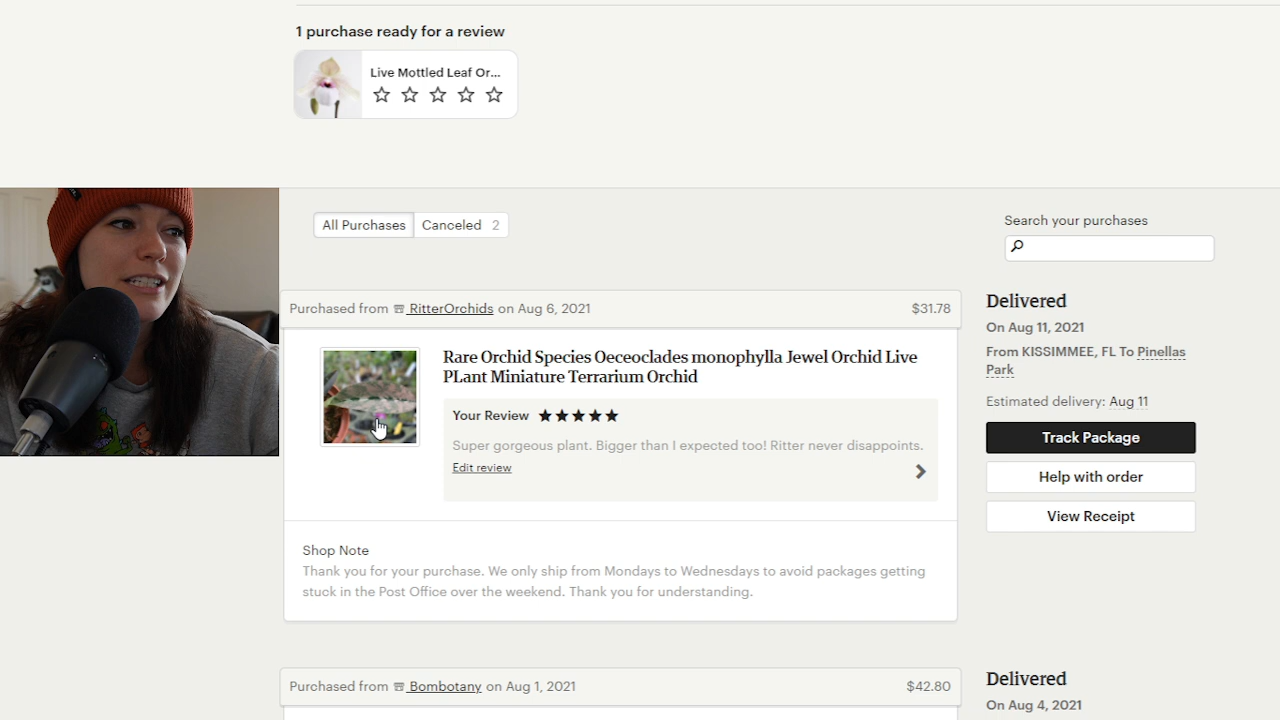 1 purchase ready for a review
Live Mottled Leaf Or...
All Purchases
Canceled 2
Search your purchases
Purchased from RitterOrchids on Aug 6, 2021
$31.78
Rare Orchid Species Oeceoclades monophylla Jewel Orchid Live
PLant Miniature Terrarium Orchid
Your Review
Super gorgeous plant. Bigger than I expected too! Ritter never disappoints.
Edit review
Shop Note
Thank you for your purchase. We only ship from Mondays to Wednesdays to avoid packages getting
stuck in the Post Office over the weekend. Thank you for understanding.
Delivered
On Aug 11, 2021
From KISSIMMEE, FL To Pinellas
Park
Estimated delivery: Aug 11
Track Package
Help with order
View Receipt
Purchased from Bombotany on Aug 1, 2021
$42.80
Delivered
On Aug 4, 2021